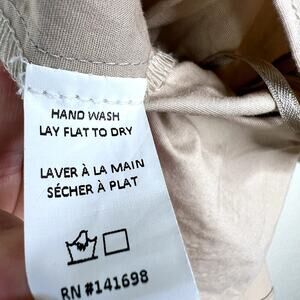 HAND WASH
LAY FLAT TO DRY
LAVER À LA MAIN
SÉCHER À PLAT
RN #141698